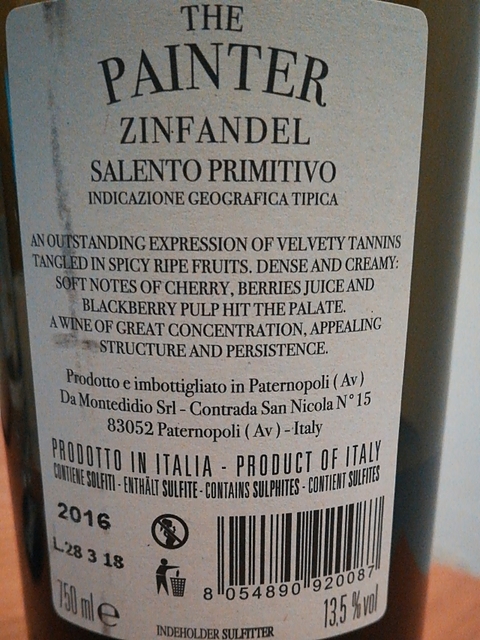 THE
PAINTER
ZINFANDEL
SALENTO PRIMITIVO
INDICAZIONE GEOGRAFICA TIPICA
AN OUTSTANDING EXPRESSION OF VELVETY TANNINS
TANGLED IN SPICY RIPE FRUITS. DENSE AND CREAMY:
SOFT NOTES OF CHERRY, BERRIES JUICE AND
BLACKBERRY PULP HIT THE PALATE.
A WINE OF GREAT CONCENTRATION, APPEALING
STRUCTURE AND PERSISTENCE.
Prodotto e imbottigliato in Paternopoli ( Av )
Da Montedidio Srl - Contrada San Nicola N° 15
83052 Paternopoli ( Av ) - Italy
PRODOTTO IN ITALIA - PRODUCT OF ITALY
CONTIENE SOLFITI - ENTHÄLT SULFITE - CONTAINS SULPHITES - CONTIENT SULFITES
2016
L.28 3 18
8 054890 920087
750 ml e
13,5 % vol
INDEHOLDER SULFITTER